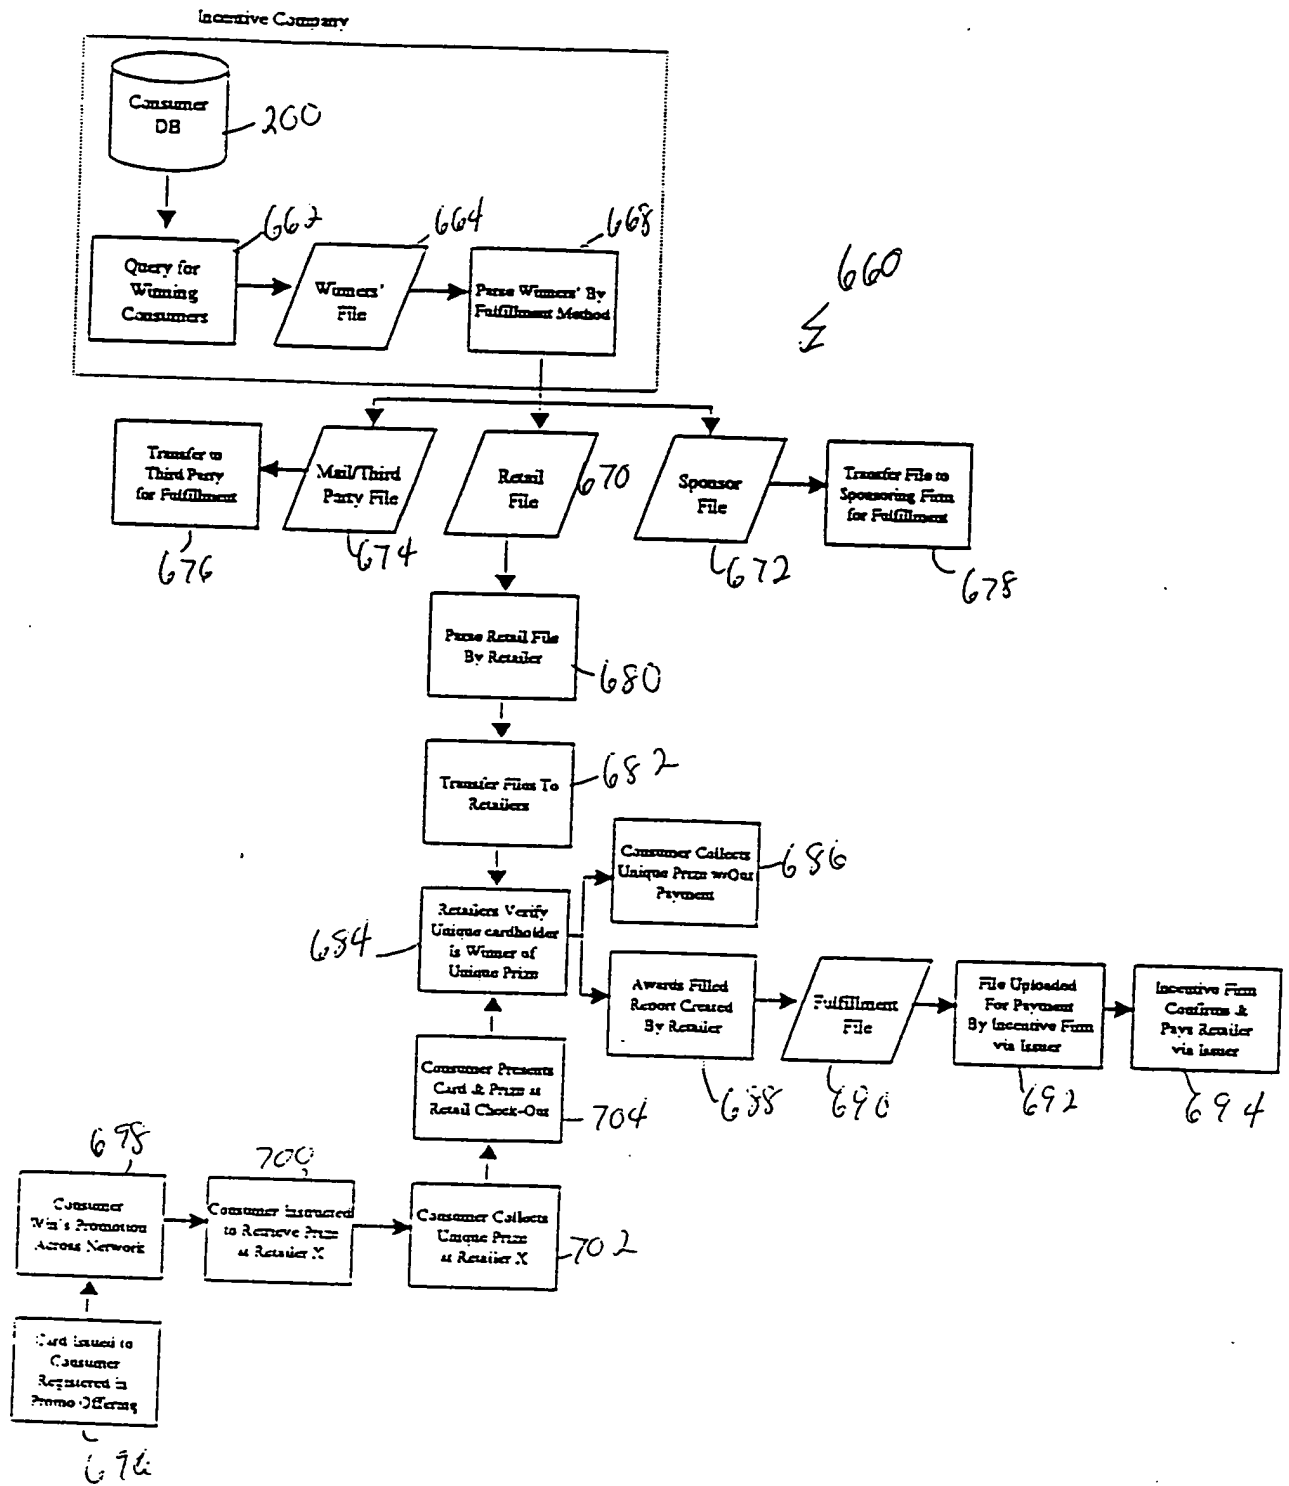 Incentive Company
Consumer
DB
200
662
664
668
660
Query for
Winning
Consumers
Winners'
File
Parse Winners' By
Fulfillment Method
Transfer to
Third Party
for Fulfillment
Mail/Third
Party File
Retail
File
670
Sponsor
File
Transfer File to
Sponsoring Firm
for Fulfillment
676
674
672
678
Parse Retail File
By Retailer
680
Transfer Files To
Retailers
682
Consumer Collects
Unique Prize w/Out
Payment
686
684
Retailers Verify
Unique cardholder
is Winner of
Unique Prize
Awards Filled
Report Created
By Retailer
Fulfillment
File
File Uploaded
For Payment
By Incentive Firm
via Issuer
Incentive Firm
Confirms &
Pays Retailer
via Issuer
688
690
692
694
Consumer Presents
Card & Prize at
Retail Check-Out
704
698
700
Consumer
Win's Promotion
Across Network
Consumer Instructed
to Retrieve Prize
at Retailer X
Consumer Collects
Unique Prize
at Retailer X
702
Card Issued to
Consumer
Registered in
Promo Offering
696